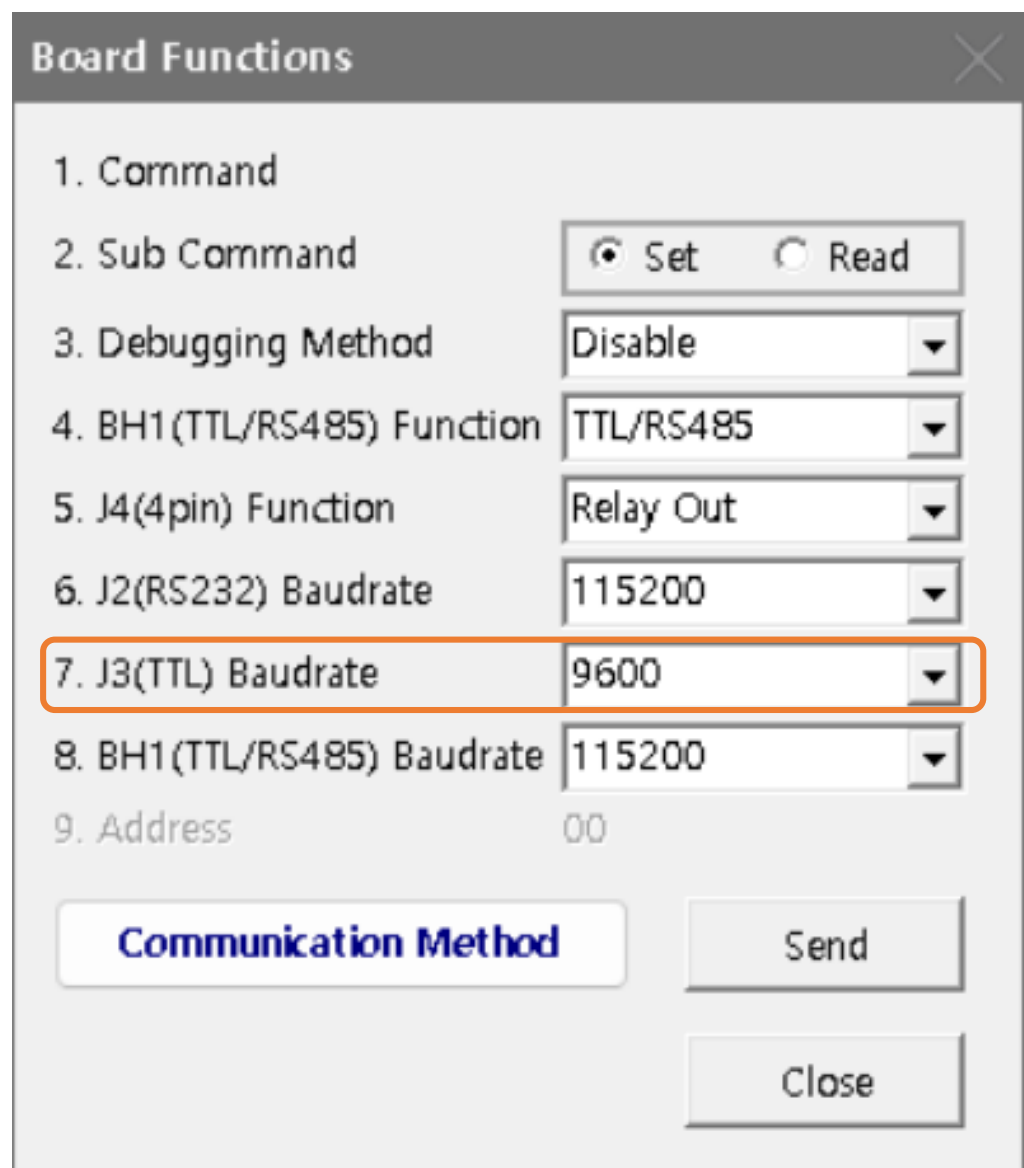 Board Functions
1. Command
2. Sub Command Set Read
3. Debugging Method Disable
4. BH1(TTL/RS485) Function TTL/RS485
5. J4(4pin) Function Relay Out
6. J2(RS232) Baudrate 115200
7. J3(TTL) Baudrate 9600
8. BH1(TTL/RS485) Baudrate 115200
9. Address 00
Communication Method Send
Close